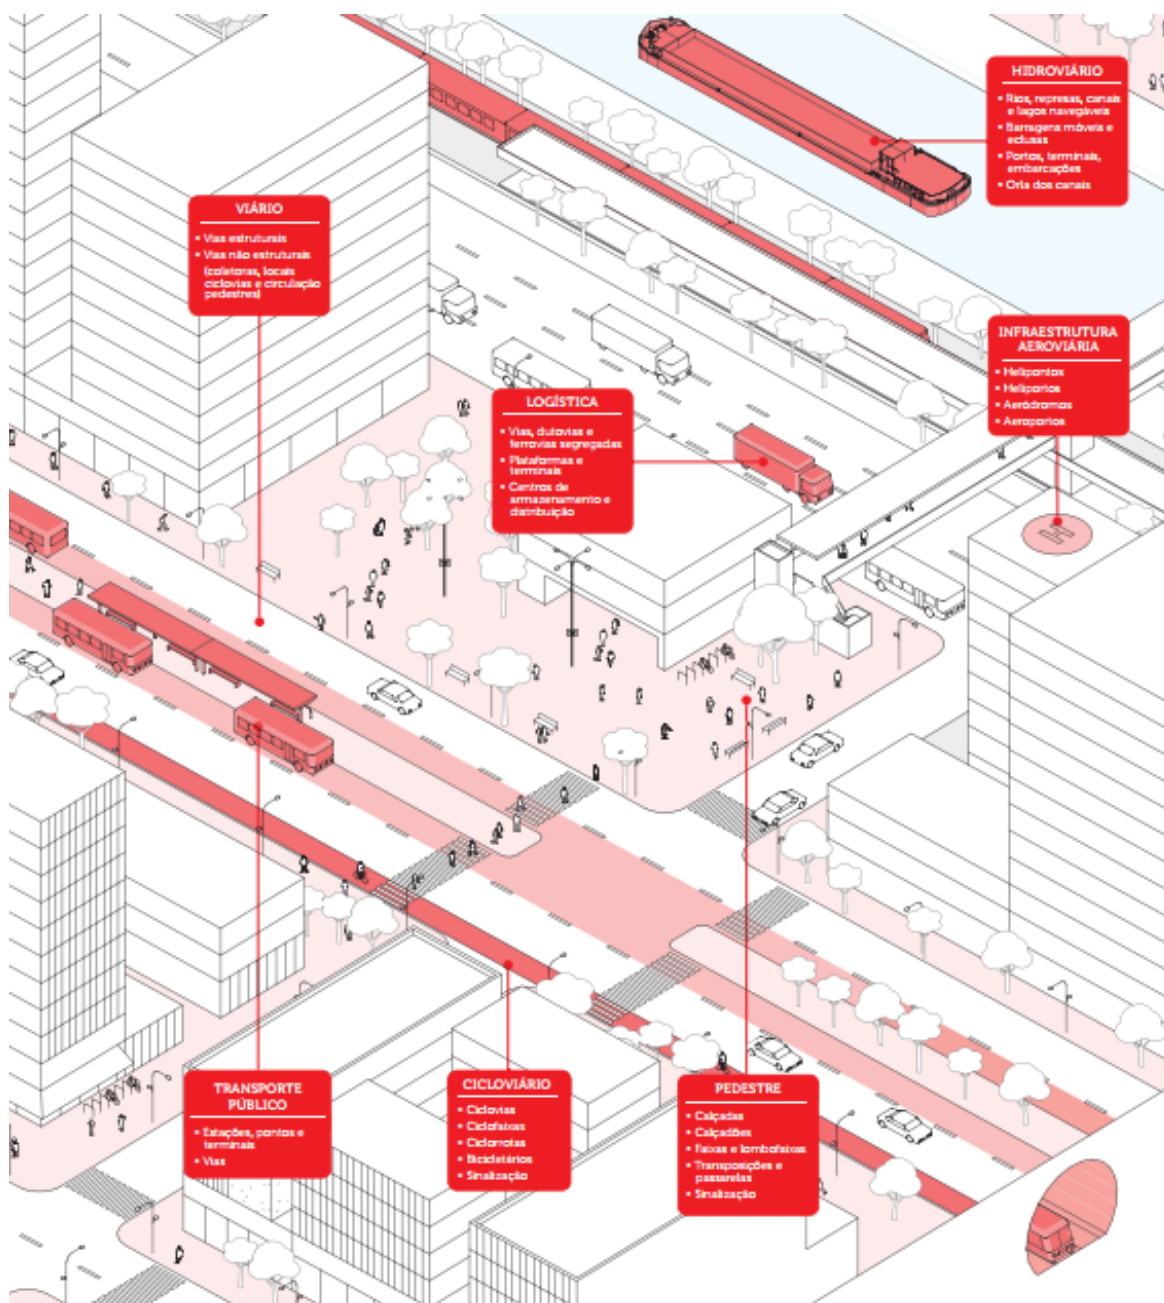 HIDROVIÁRIO
• Rios, represas, canais
e lagos navegáveis
• Barragens móveis e
eclusas
• Portos, terminais,
embarcações
• Orla dos canais
VIÁRIO
• Vias estruturais
• Vias não estruturais
(coletoras, locais
ciclovias e circulação
pedestres)
INFRAESTRUTURA
AEROVIÁRIA
• Helipontos
• Heliportos
• Aeródromos
• Aeroportos
LOGÍSTICA
• Vias, dutovias e
ferrovias segregadas
• Plataformas e
terminais
• Centros de
armazenamento e
distribuição
H
TRANSPORTE
PÚBLICO
• Estações, pontos e
terminais
• Vias
CICLOVIÁRIO
• Ciclovias
• Ciclofaixas
• Ciclorrotas
• Bicicletários
• Sinalização
PEDESTRE
• Calçadas
• Calçadões
• Faixas e lombofaixas
• Transposições e
passarelas
• Sinalização